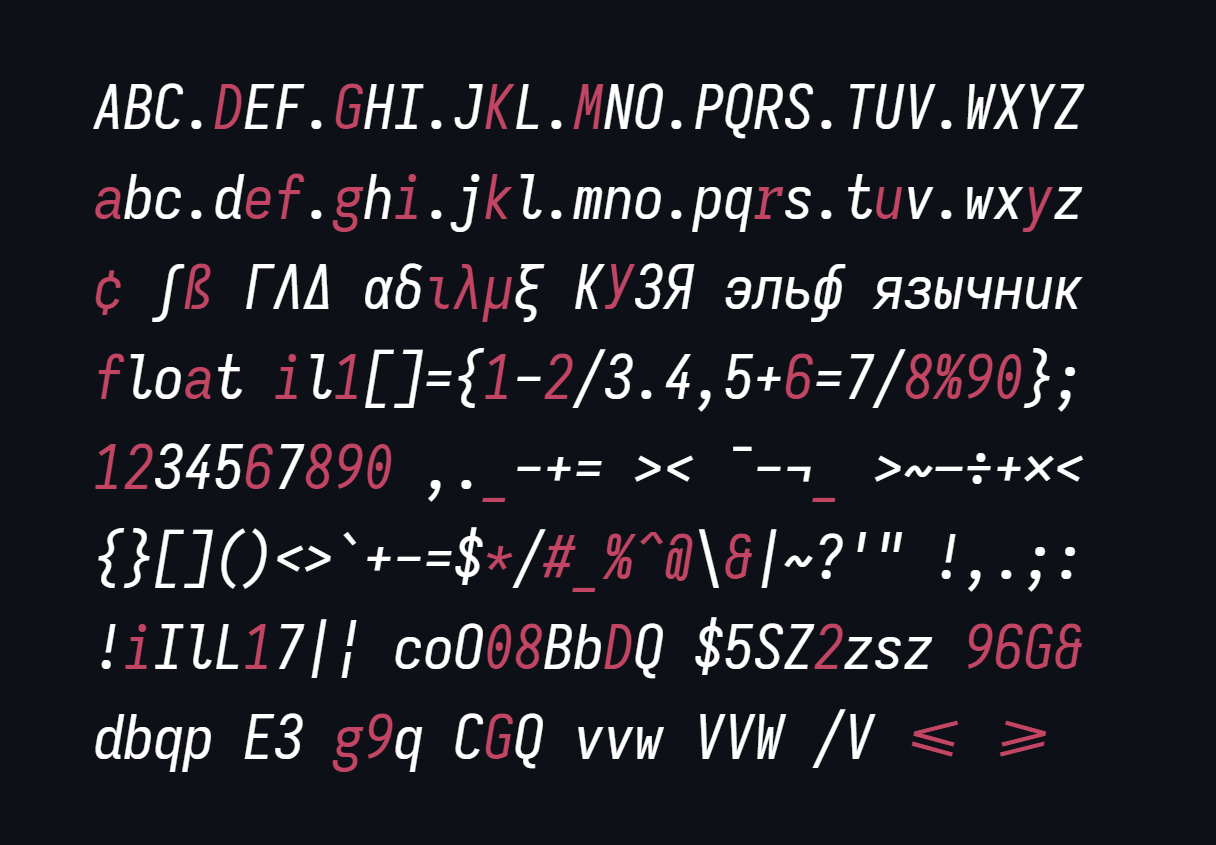 ABC.DEF.GHI.JKL.MNO.PQRS.TUV.WXYZ
abc.def.ghi.jkl.mno.pqrs.tuv.wxyz
¢ ʃß ΓΛΔ αδιλμξ КУЗЯ эльф язычник
float il1[]={1-2/3.4,5+6=7/8%90};
1234567890 ,._-+= >< ¯-¬_ >~–÷+×<
{}[]()<>`+-=$*/#_%^@\&|~?'" !,.;:
!iIlL17|¦ coO08BbDQ $5SZ2zsz 96G&
dbqp E3 g9q CGQ vvw VVW /V ⩽ ⩾